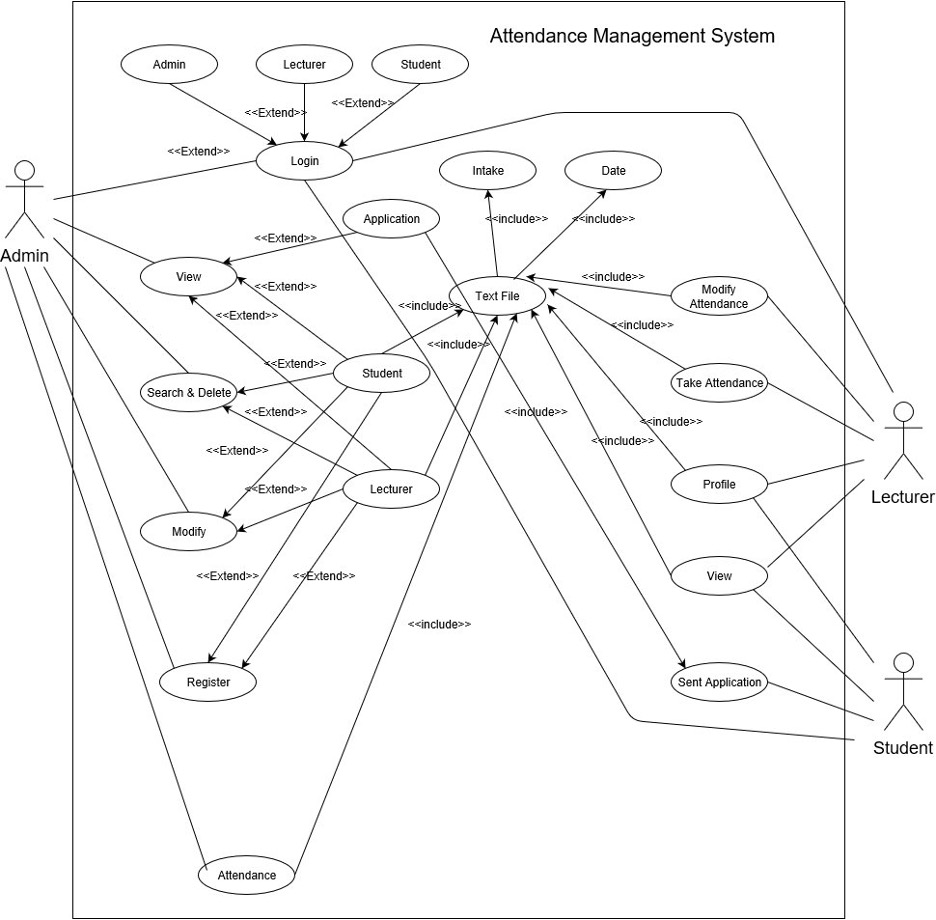 Attendance Management System
Admin
Lecturer
Student
<<Extend>>
<<Extend>>
<<Extend>>
<<Extend>>
Login
Intake
Date
Application
<<include>>
<<include>>
<<Extend>>
Admin
View
<<Extend>>
<<include>>
Text File
<<include>>
Modify
Attendance
<<Extend>>
<<include>>
<<include>>
<<Extend>>
Student
Take Attendance
Search & Delete
<<Extend>>
<<include>>
<<include>>
<<include>>
<<Extend>>
<<Extend>>
Lecturer
Profile
Lecturer
Modify
<<Extend>>
<<Extend>>
View
<<include>>
Register
Sent Application
Student
Attendance